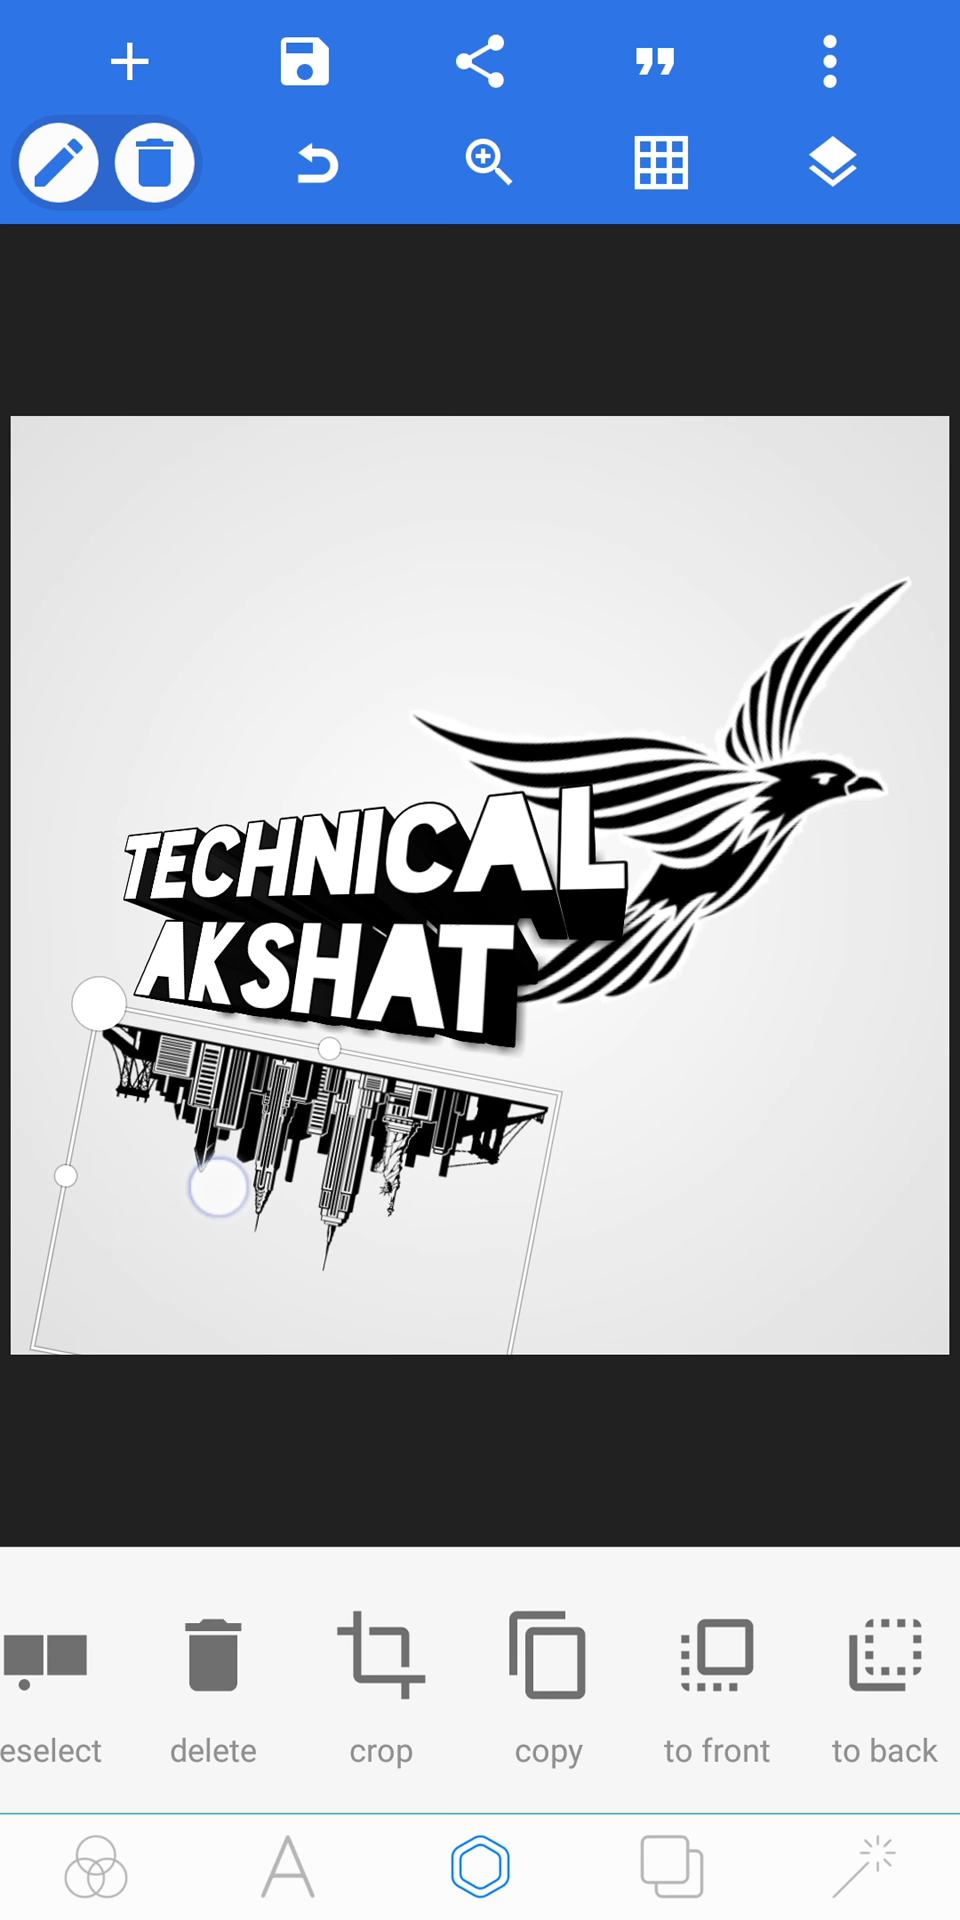 TECHNICAL
AKSHAT
eselect
delete
crop
copy
to front
to back